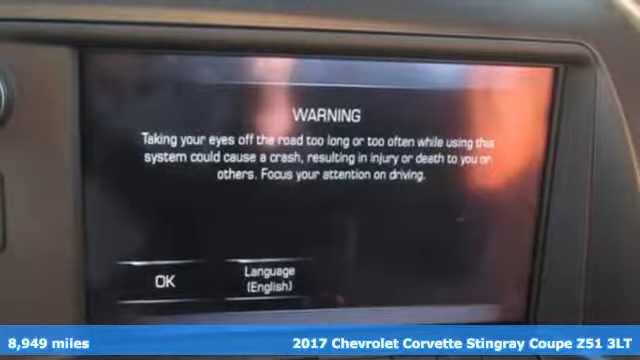 WARNING
Taking your eyes off the road too long or too often while using this
system could cause a crash, resulting in injury or death to you or
others. Focus your attention on driving.
OK
Language
(English)
8,949 miles
2017 Chevrolet Corvette Stingray Coupe Z51 3LT